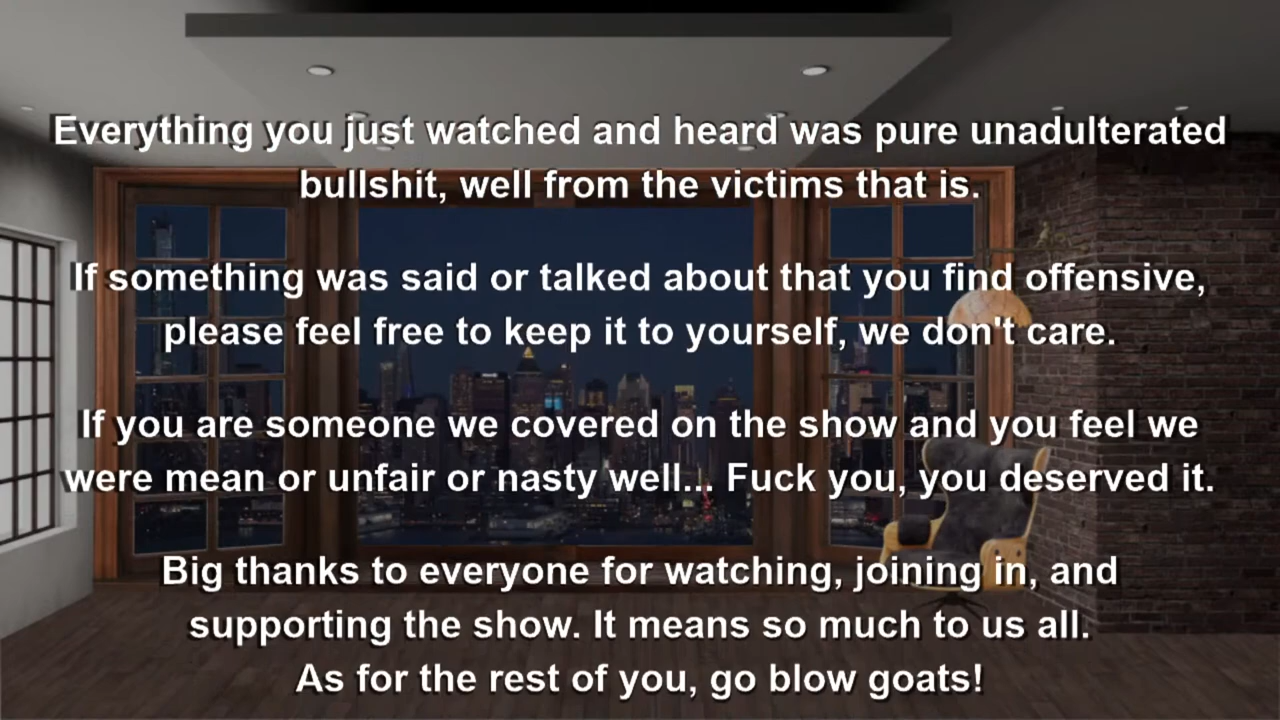 Everything you just watched and heard was pure unadulterated
bullshit, well from the victims that is.
If something was said or talked about that you find offensive,
please feel free to keep it to yourself, we don't care.
If you are someone we covered on the show and you feel we
were mean or unfair or nasty well... Fuck you, you deserved it.
Big thanks to everyone for watching, joining in, and
supporting the show. It means so much to us all.
As for the rest of you, go blow goats!